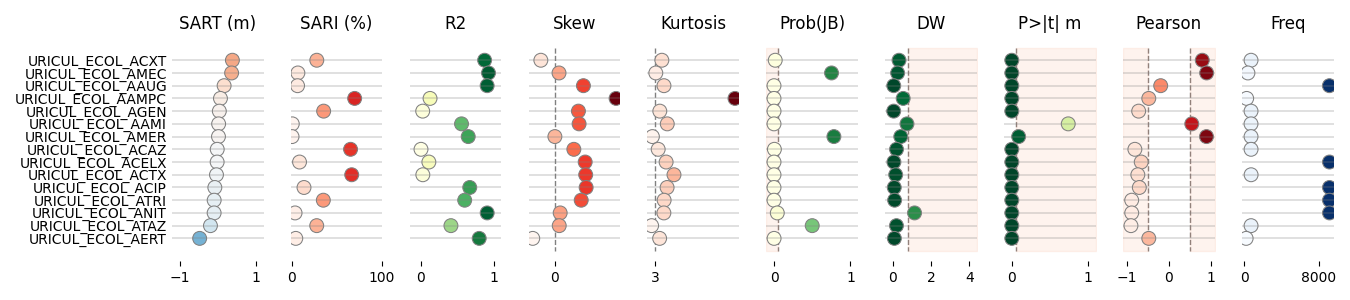 SART (m) SARI (%) R2 Skew Kurtosis Prob(JB) DW P>|t| m Pearson Freq
URICUL_ECOL_ACXT
URICUL_ECOL_AMEC
URICUL_ECOL_AAUG
URICUL_ECOL_AAMPC
URICUL_ECOL_AGEN
URICUL_ECOL_AAMI
URICUL_ECOL_AMER
URICUL_ECOL_ACAZ
URICUL_ECOL_ACELX
URICUL_ECOL_ACTX
URICUL_ECOL_ACIP
URICUL_ECOL_ATRI
URICUL_ECOL_ANIT
URICUL_ECOL_ATAZ
URICUL_ECOL_AERT
−1 1 0 100 0 1 0 3 0 1 0 2 4 0 1 −1 0 1 0 8000